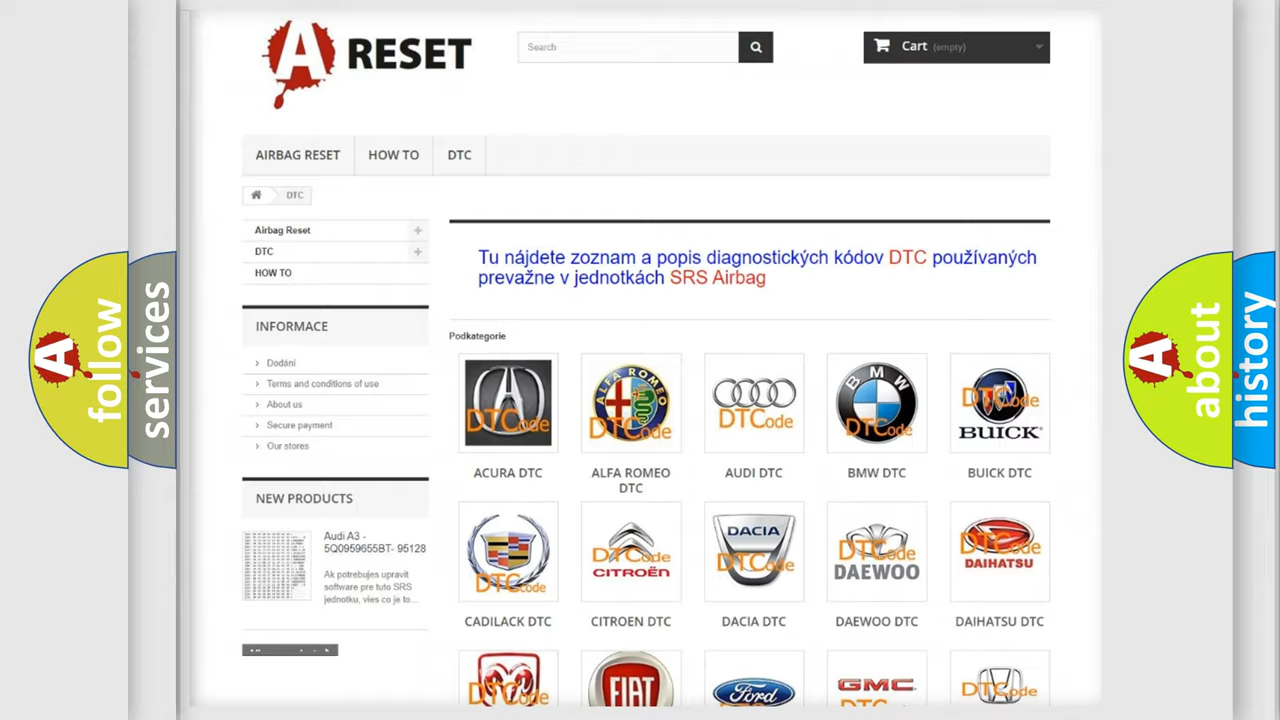 A RESET
Search
Cart (empty)
AIRBAG RESET
HOW TO
DTC
DTC
Airbag Reset
DTC
HOW TO
Tu nájdete zoznam a popis diagnostických kódov DTC používaných
prevažne v jednotkách SRS Airbag
INFORMACE
Dodání
Terms and conditions of use
About us
Secure payment
Our stores
NEW PRODUCTS
Audi A3 -
5Q0959655BT- 95128
Ak potrebujes upravit
software pre tuto SRS
jednotku, vies co je to...
Podkategorie
DTCode
ALFA ROMEO
DTCode
DTCode
BMW
DTCode
DTCode
BUICK
ACURA DTC
ALFA ROMEO
DTC
AUDI DTC
BMW DTC
BUICK DTC
DTCode
DTCode
CITROËN
DACIA
DTCode
DTCode
DAEWOO
DTCode
DAIHATSU
CADILACK DTC
CITROEN DTC
DACIA DTC
DAEWOO DTC
DAIHATSU DTC
DTCode
FIAT
Ford
GMC
DTCode
A follow
services
A about
history